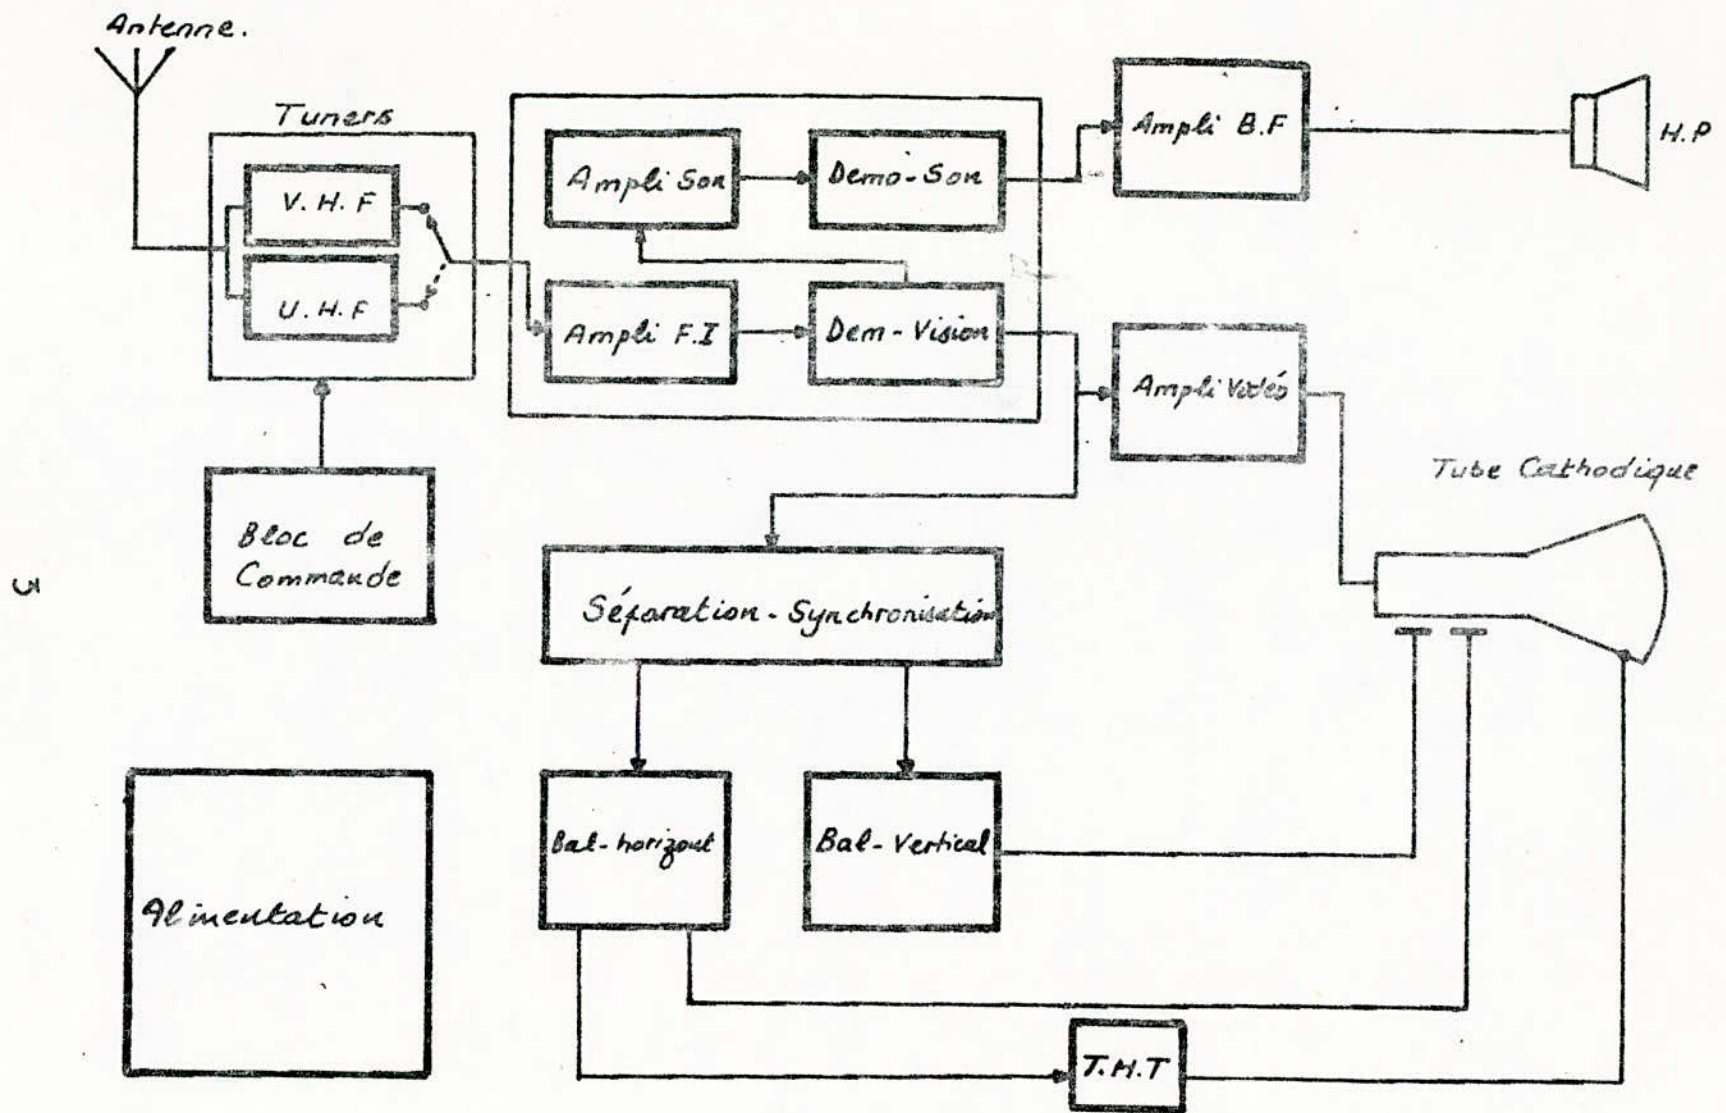 Antenne.
Tuners
V.H.F
U.H.F
Ampli Son
Demo-Son
Ampli B.F
H.P
Ampli F.I
Dem-Vision
Ampli Vidéo
Bloc de
Commande
Tube Cathodique
Séparation-Synchronisation
5
Bal-horizont
Bal-Vertical
Alimentation
T.H.T